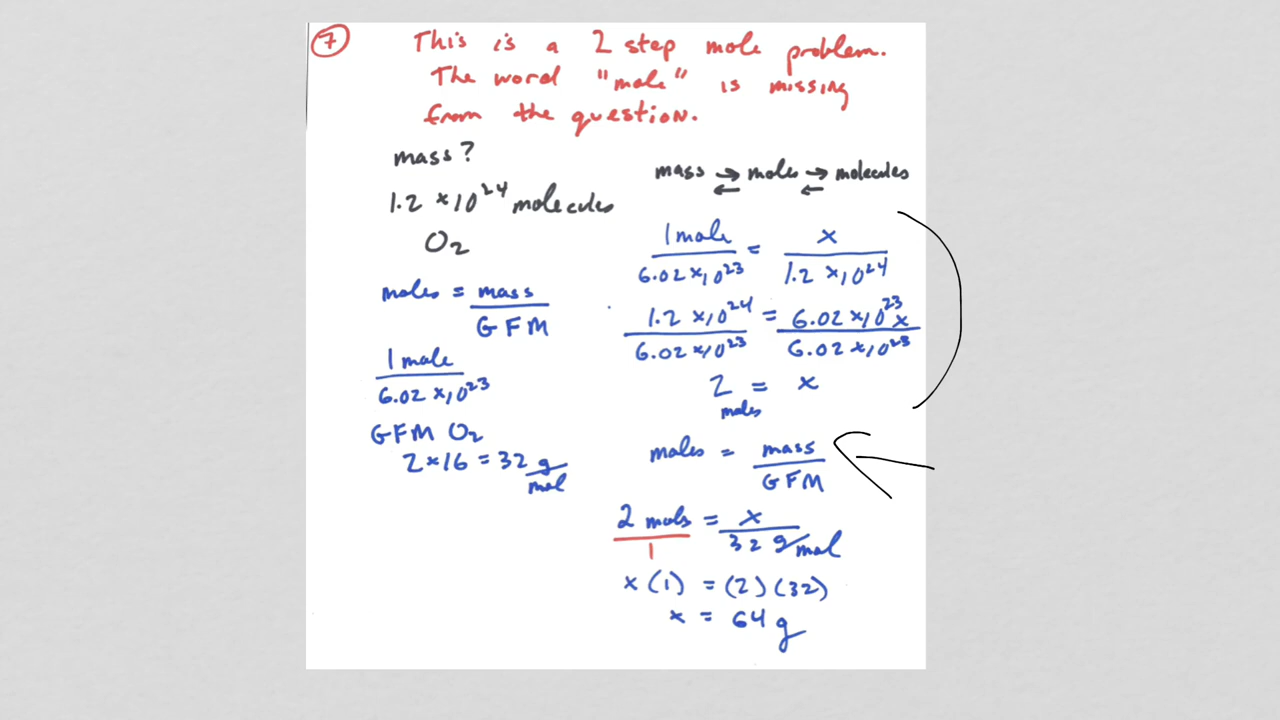 7 This is a 2 step mole problem.
The word "mole" is missing
from the question.
mass?
1.2 × 10^24 molecules
O2
moles = mass / GFM
1 mole / 6.02 × 10^23
GFM O2
2 × 16 = 32 g/mol
mass → moles → molecules
← ←
1 mole / 6.02 × 10^23 = x / 1.2 × 10^24
1.2 × 10^24 / 6.02 × 10^23 = 6.02 × 10^23 x / 6.02 × 10^23
2 = x
moles
moles = mass / GFM
2 mols / 1 = x / 32 g/mol
x (1) = (2) (32)
x = 64 g